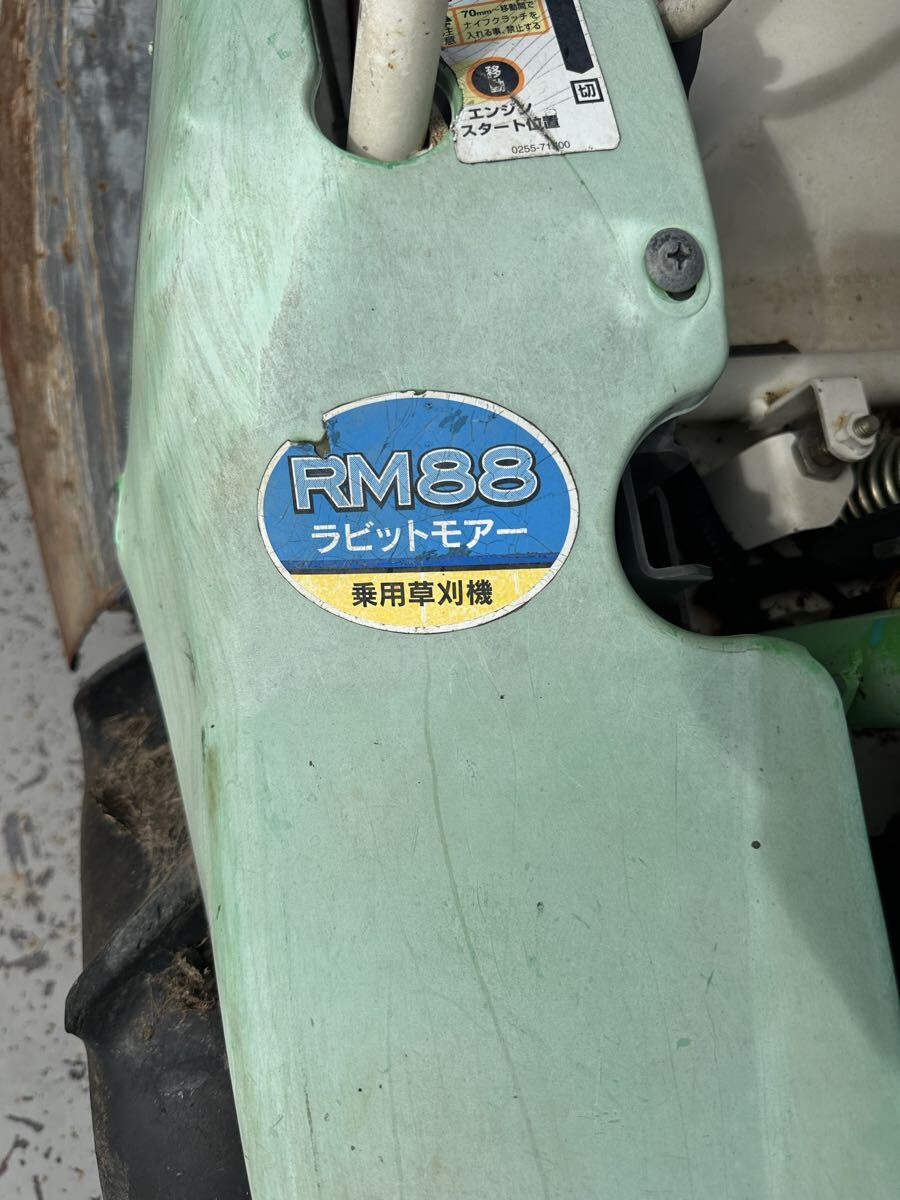 70mm～移動間で
ナイフクラッチを
入れる事、禁止する
注意
移動
切
エンジン
スタート位置
RM88
ラビットモアー
乗用草刈機